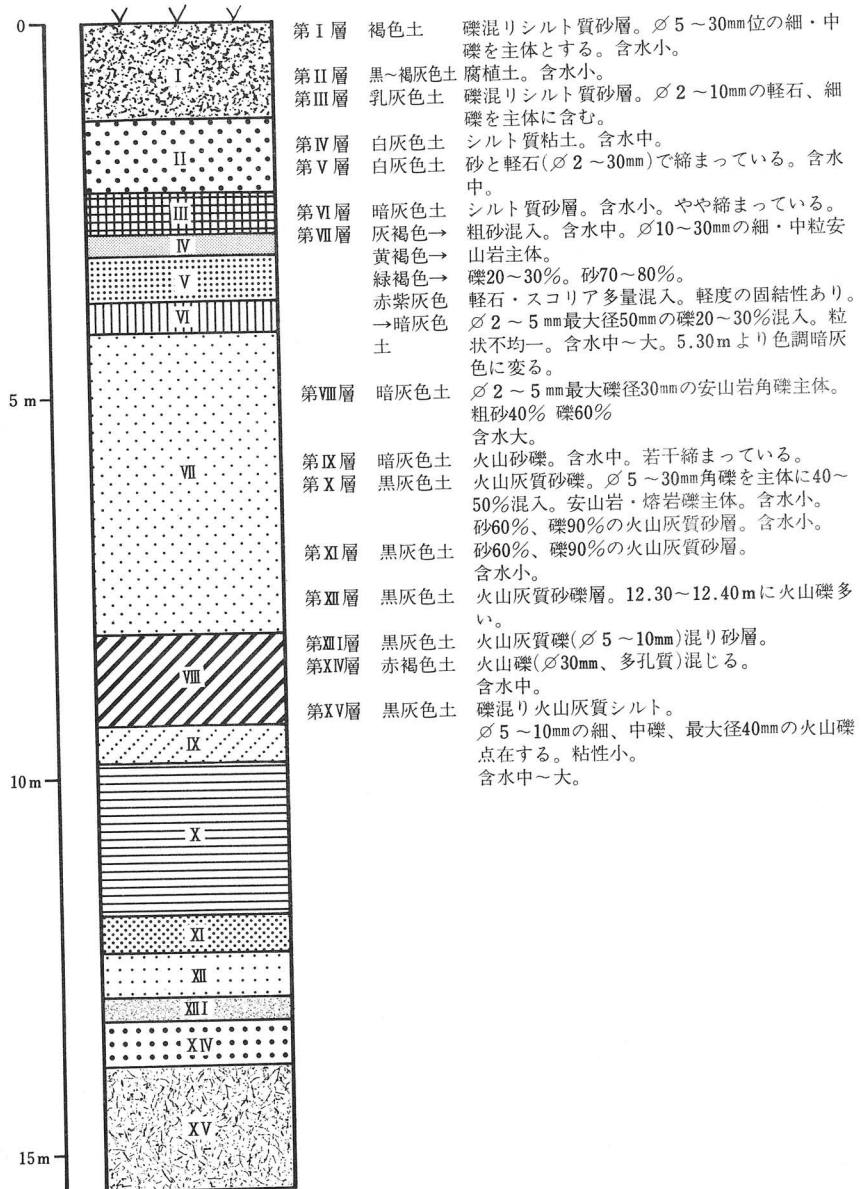 0
5m
10m
15m
I
II
III
IV
V
VI
VII
VIII
IX
X
XI
XII
XIII
XIV
XV
第I層 褐色土 礫混りシルト質砂層。∅5~30mm位の細・中
礫を主体とする。含水小。
第II層 黒~褐灰色土 腐植土。含水小。
第III層 乳灰色土 礫混リシルト質砂層。∅2~10mmの軽石、細
礫を主体に含む。
第IV層 白灰色土 シルト質粘土。含水中。
第V層 白灰色土 砂と軽石(∅2~30mm)で締まっている。含水
中。
第VI層 暗灰色土 シルト質砂層。含水小。やや締まっている。
第VII層 灰褐色→ 粗砂混入。含水中。∅10~30mmの細・中粒安
黄褐色→ 山岩主体。
緑褐色→ 礫20~30%。砂70~80%。
赤紫灰色 軽石・スコリア多量混入。軽度の固結性あり。
→暗灰色 ∅2~5mm最大径50mmの礫20~30%混入。粒
土 状不均一。含水中~大。5.30mより色調暗灰
色に変る。
第VIII層 暗灰色土 ∅2~5mm最大礫径30mmの安山岩角礫主体。
粗砂40% 礫60%
含水大。
第IX層 暗灰色土 火山砂礫。含水中。若干締まっている。
第X層 黒灰色土 火山灰質砂礫。∅5~30mm角礫を主体に40~
50%混入。安山岩・熔岩礫主体。含水小。
砂60%、礫90%の火山灰質砂層。含水小。
第XI層 黒灰色土 砂60%、礫90%の火山灰質砂層。
含水小。
第XII層 黒灰色土 火山灰質砂礫層。12.30~12.40mに火山礫多
い。
第XIII層 黒灰色土 火山灰質礫(∅5~10mm)混り砂層。
第XIV層 赤褐色土 火山礫(∅30mm、多孔質)混じる。
含水中。
第XV層 黒灰色土 礫混り火山灰質シルト。
∅5~10mmの細、中礫、最大径40mmの火山礫
点在する。粘性小。
含水中~大。